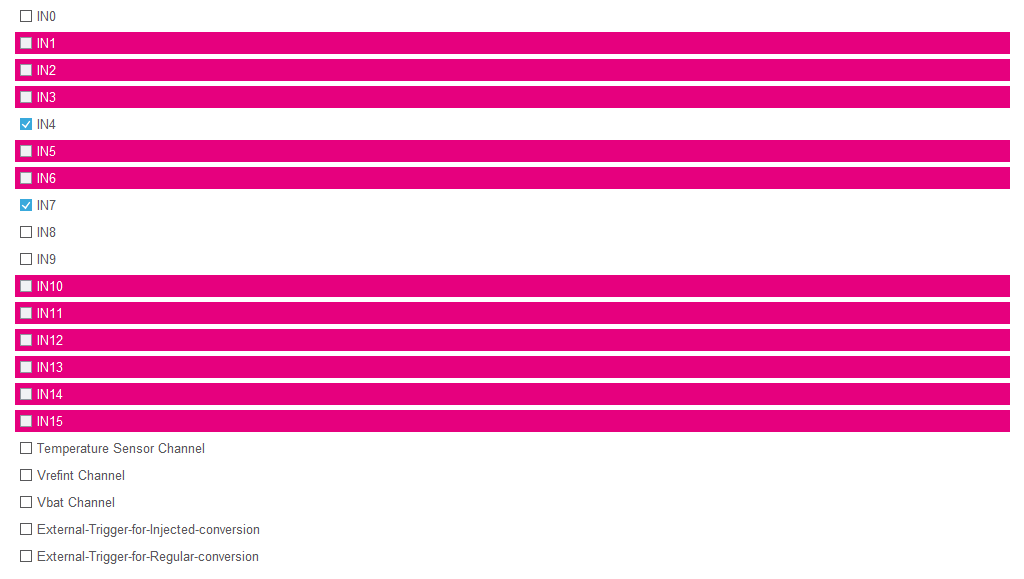 IN0
IN1
IN2
IN3
IN4
IN5
IN6
IN7
IN8
IN9
IN10
IN11
IN12
IN13
IN14
IN15
Temperature Sensor Channel
Vrefint Channel
Vbat Channel
External-Trigger-for-Injected-conversion
External-Trigger-for-Regular-conversion